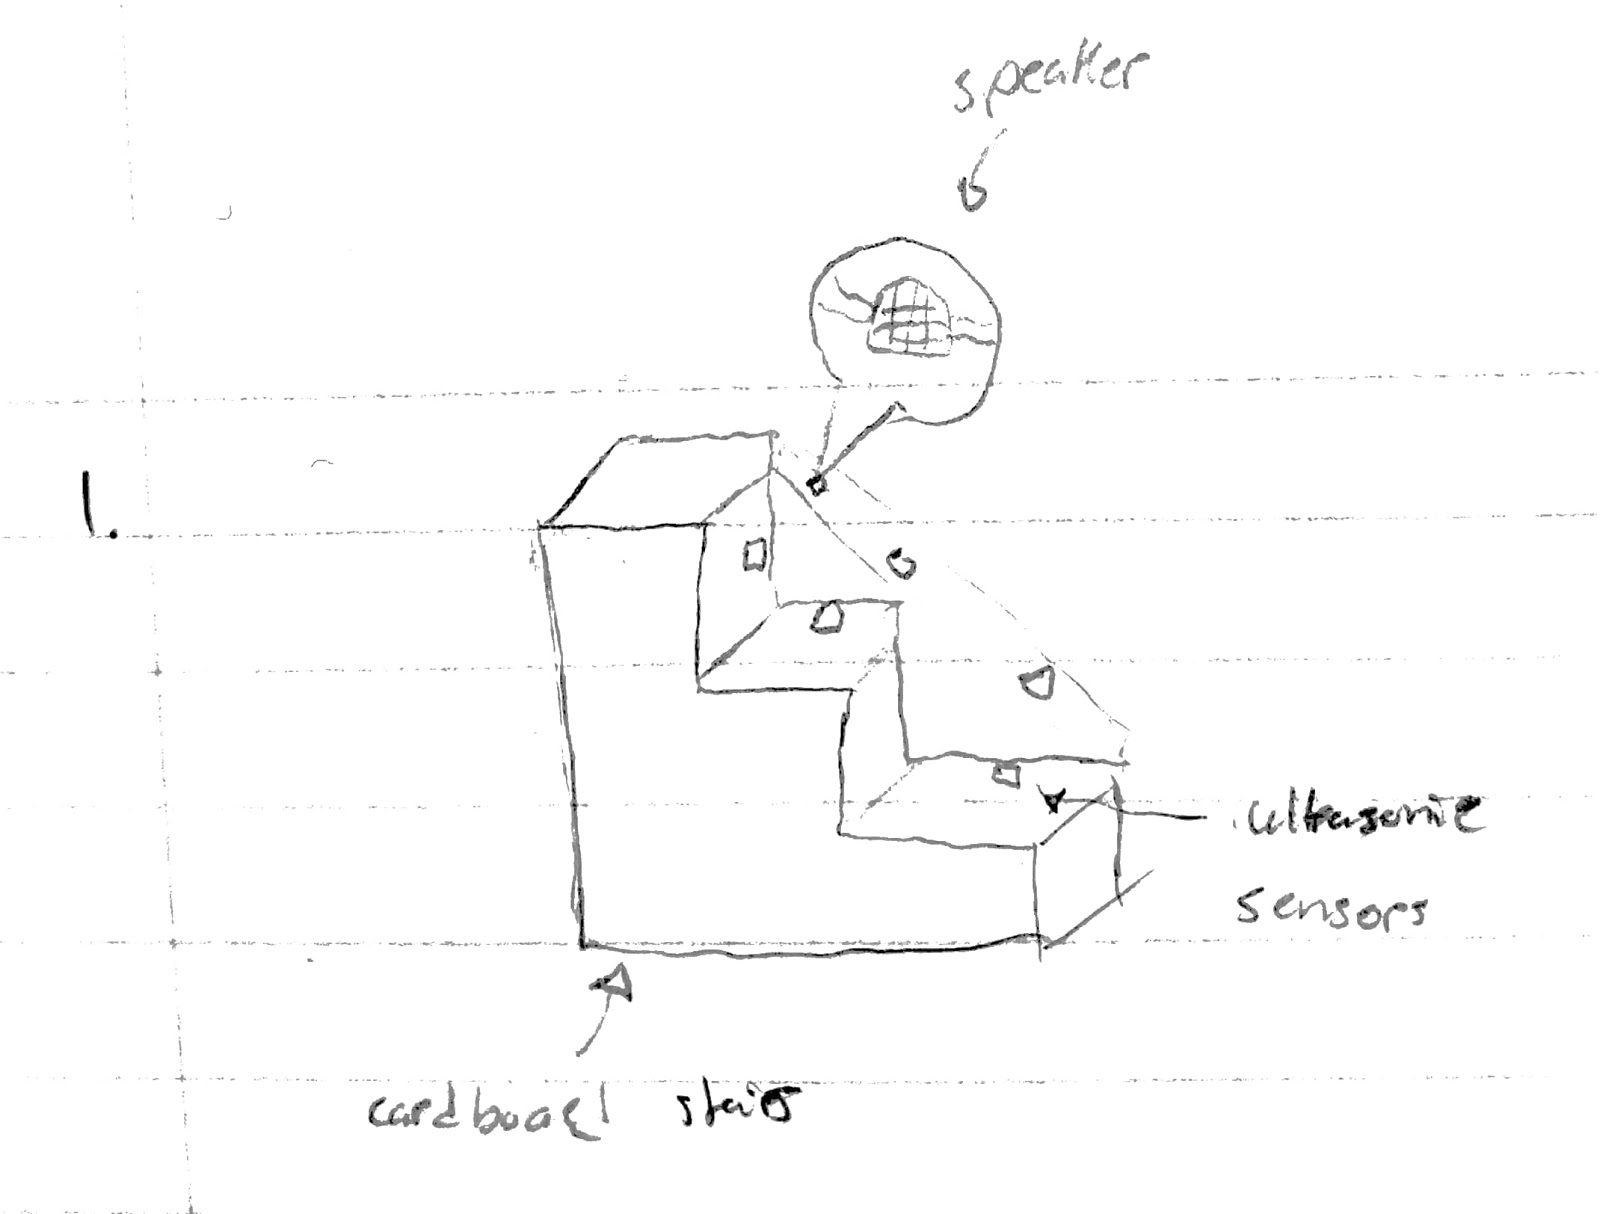 speaker
1.
ultrasonic
sensors
cardboard stairs